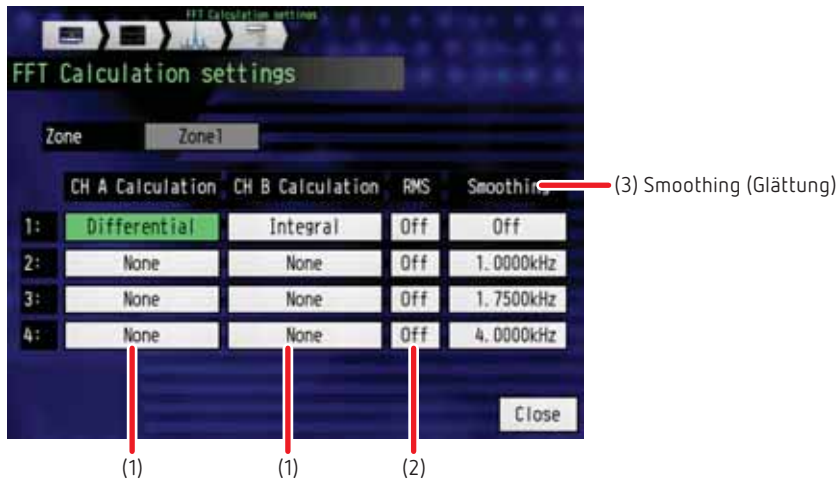 FFT Calculation settings
FFT Calculation settings
Zone Zone1
CH A Calculation CH B Calculation RMS Smoothing
(3) Smoothing (Glättung)
1: Differential Integral Off Off
2: None None Off 1.0000kHz
3: None None Off 1.7500kHz
4: None None Off 4.0000kHz
Close
(1) (1) (2)